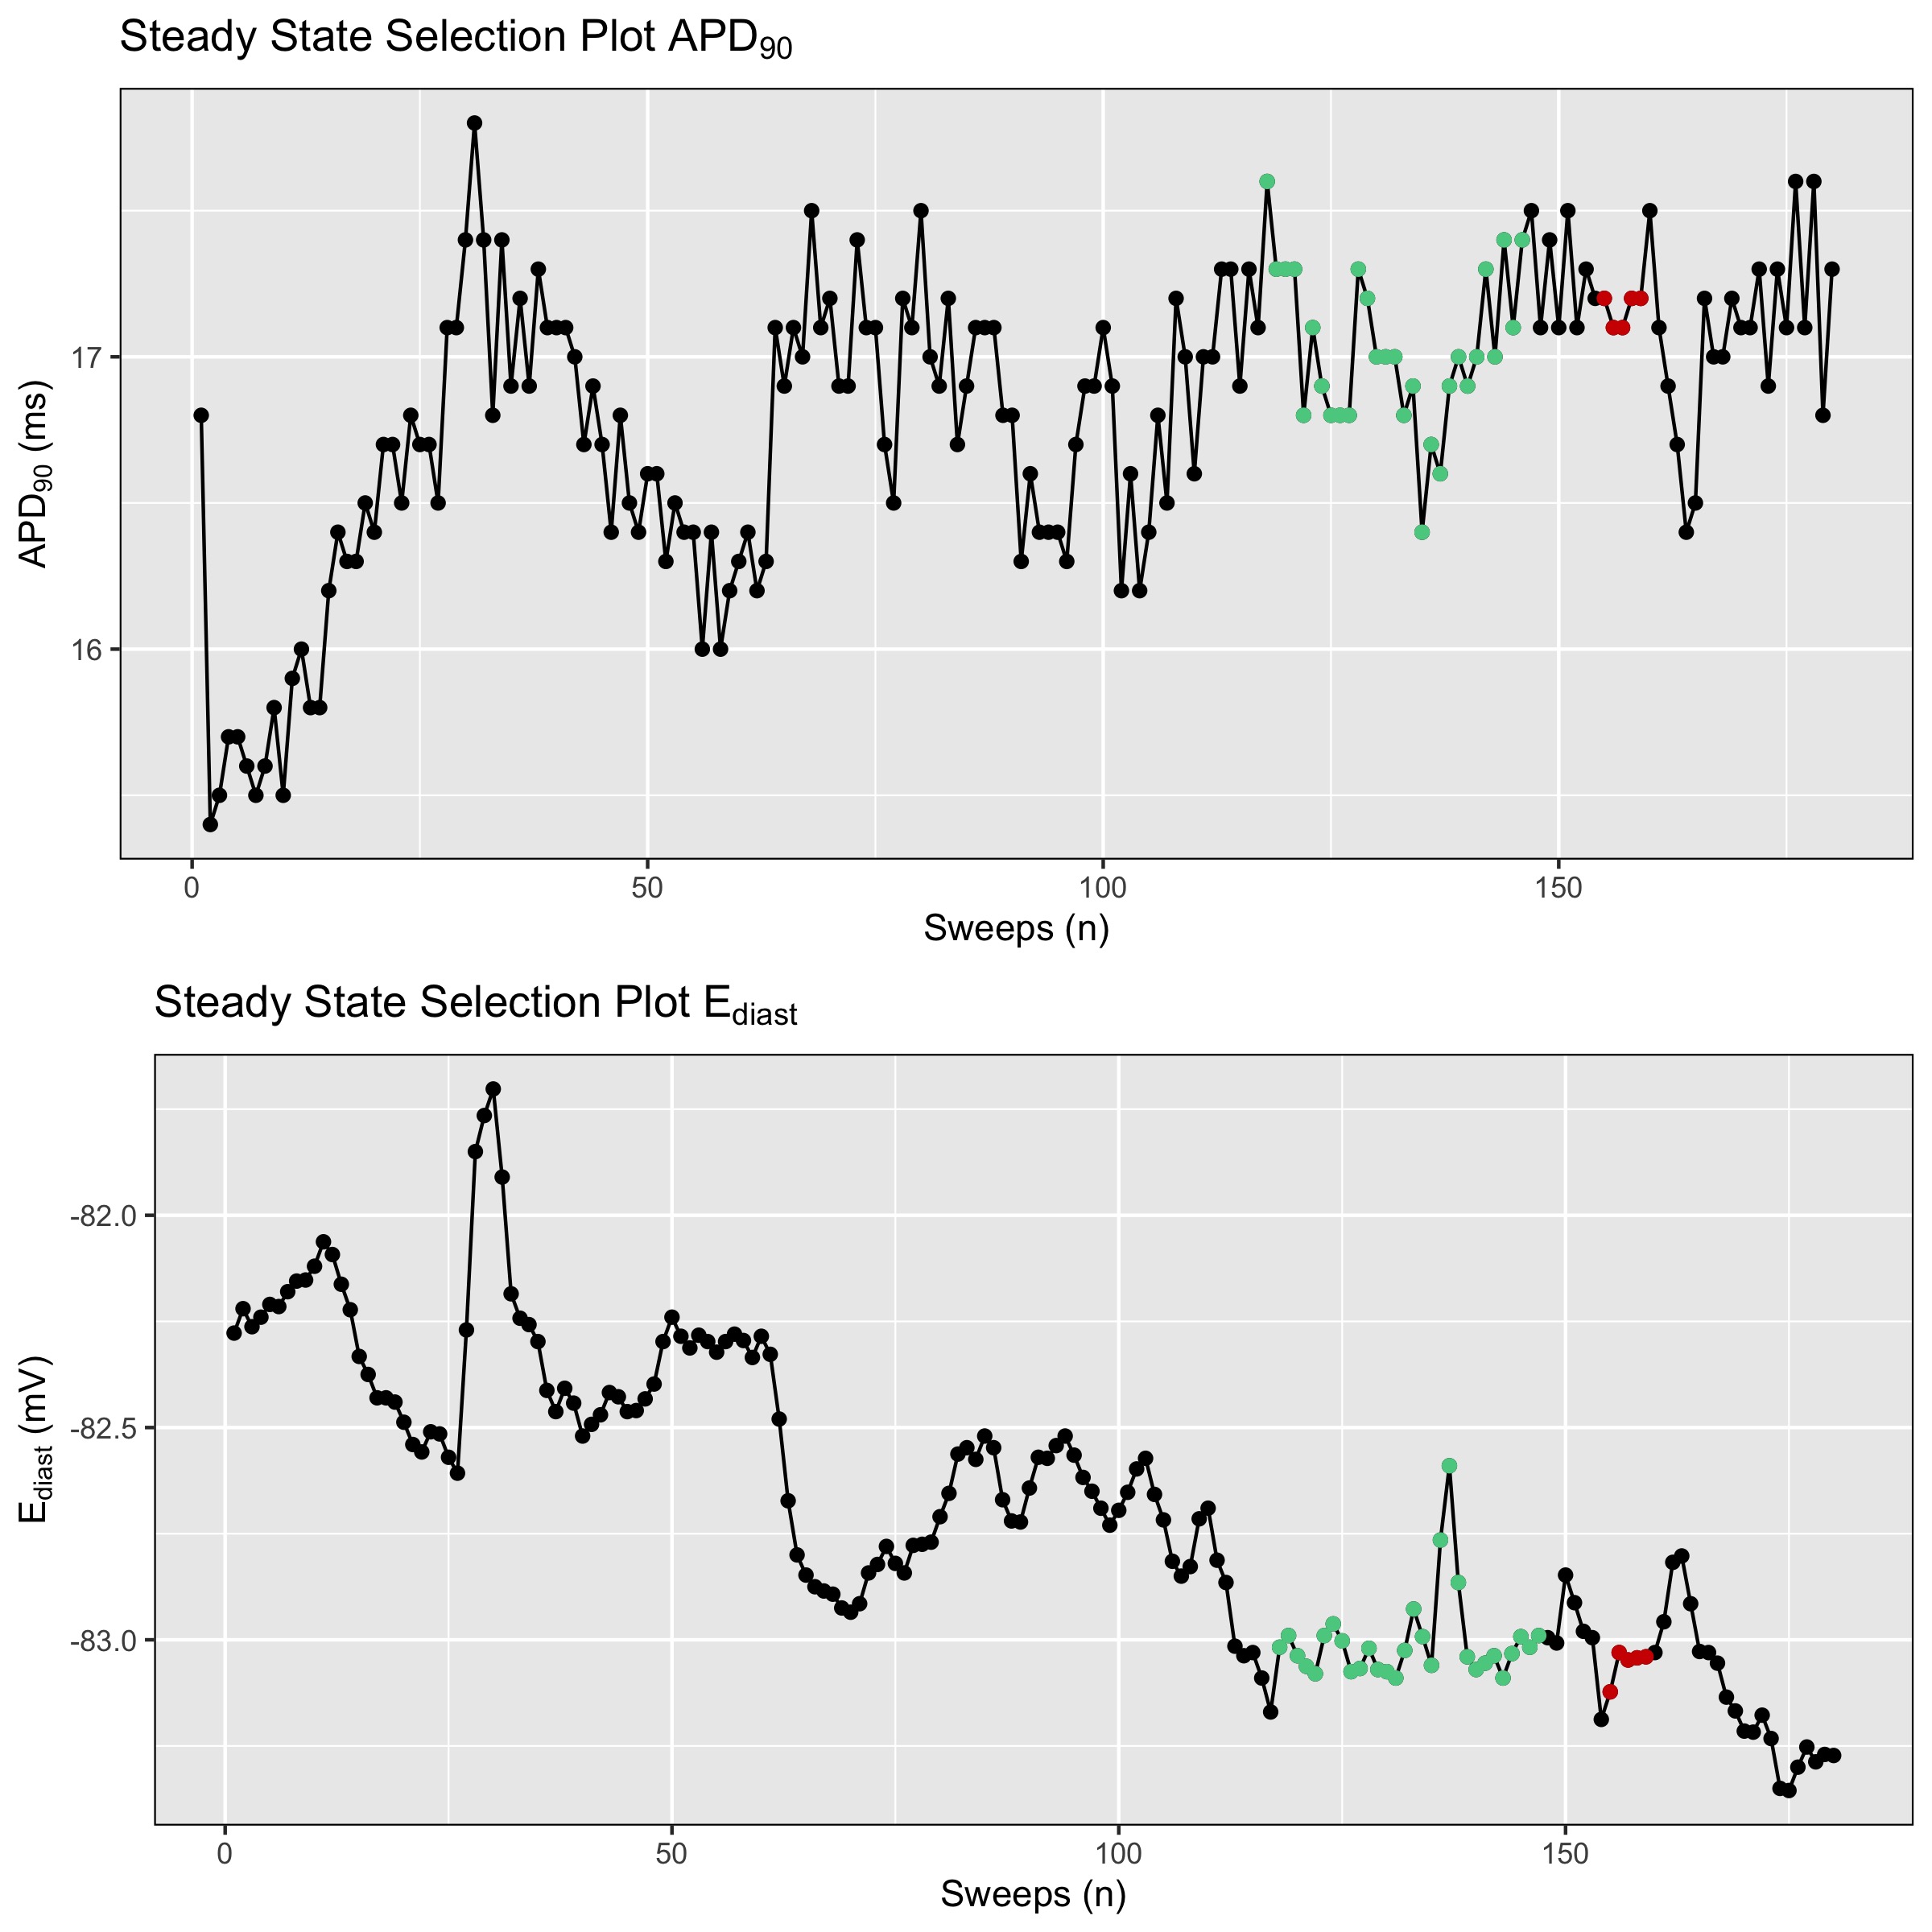 Steady State Selection Plot APD90
17
16
APD90 (ms)
0 50 100 150
Sweeps (n)
Steady State Selection Plot Ediast
-82.0
-82.5
-83.0
Ediast (mV)
0 50 100 150
Sweeps (n)